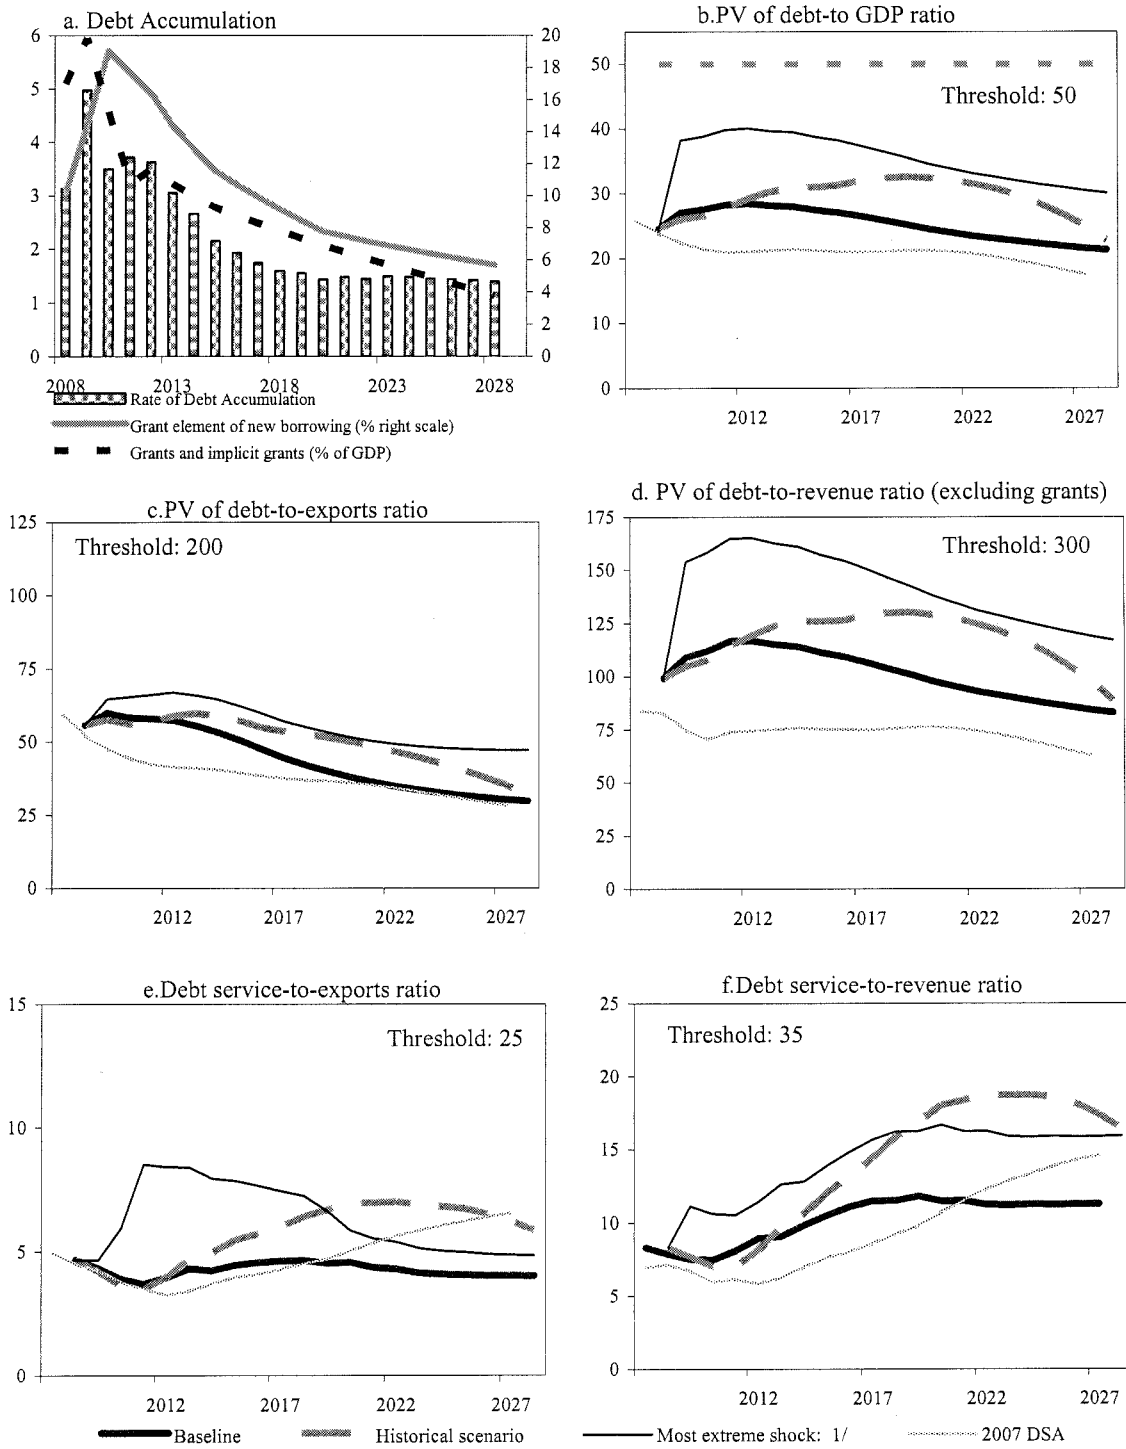 a. Debt Accumulation
6
5
4
3
2
1
0
20
18
16
14
12
10
8
6
4
2
0
2008 2013 2018 2023 2028
Rate of Debt Accumulation
Grant element of new borrowing (% right scale)
Grants and implicit grants (% of GDP)
b.PV of debt-to GDP ratio
Threshold: 50
50
40
30
20
10
0
2012 2017 2022 2027
c.PV of debt-to-exports ratio
Threshold: 200
125
100
75
50
25
0
2012 2017 2022 2027
d. PV of debt-to-revenue ratio (excluding grants)
Threshold: 300
175
150
125
100
75
50
25
0
2012 2017 2022 2027
e.Debt service-to-exports ratio
Threshold: 25
15
10
5
0
2012 2017 2022 2027
f.Debt service-to-revenue ratio
Threshold: 35
25
20
15
10
5
0
2012 2017 2022 2027
Baseline Historical scenario Most extreme shock: 1/ 2007 DSA